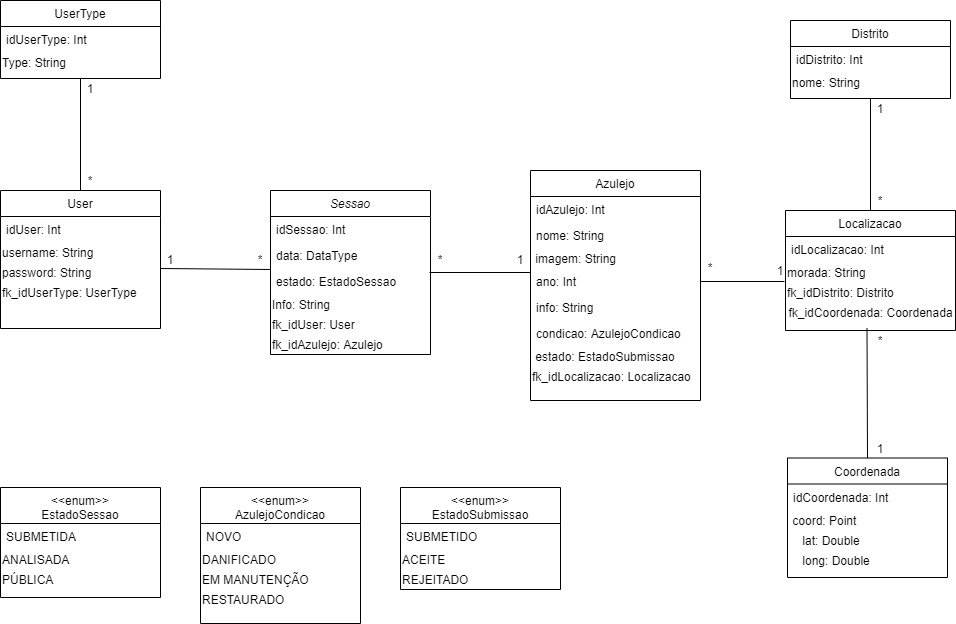 UserType
idUserType: Int
Type: String
1
*
User
idUser: Int
username: String
password: String
fk_idUserType: UserType
1
*
Sessao
idSessao: Int
data: DataType
estado: EstadoSessao
Info: String
fk_idUser: User
fk_idAzulejo: Azulejo
*
1
Azulejo
idAzulejo: Int
nome: String
imagem: String
ano: Int
info: String
condicao: AzulejoCondicao
estado: EstadoSubmissao
fk_idLocalizacao: Localizacao
*
1
Distrito
idDistrito: Int
nome: String
1
*
Localizacao
idLocalizacao: Int
morada: String
fk_idDistrito: Distrito
fk_idCoordenada: Coordenada
*
1
Coordenada
idCoordenada: Int
coord: Point
lat: Double
long: Double
<<enum>>
EstadoSessao
SUBMETIDA
ANALISADA
PÚBLICA
<<enum>>
AzulejoCondicao
NOVO
DANIFICADO
EM MANUTENÇÃO
RESTAURADO
<<enum>>
EstadoSubmissao
SUBMETIDO
ACEITE
REJEITADO